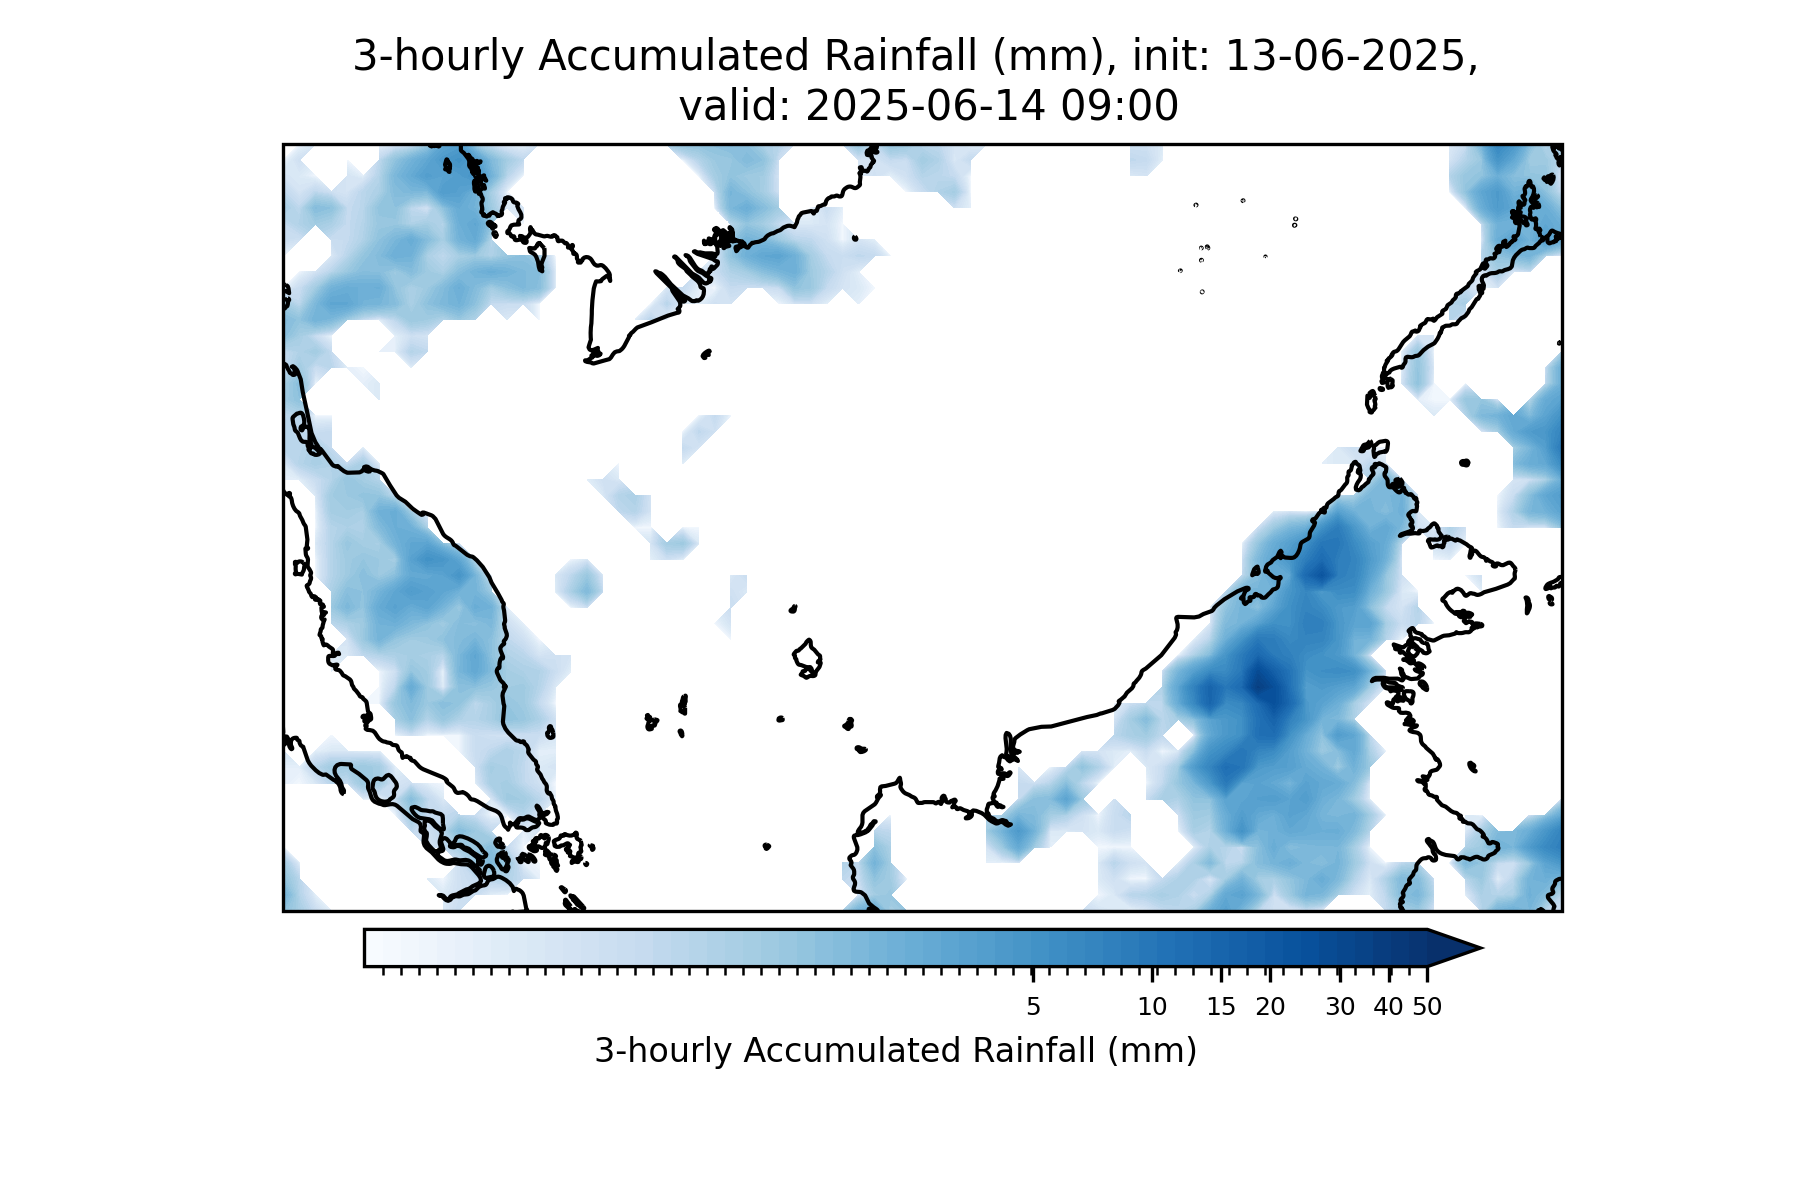 3-hourly Accumulated Rainfall (mm), init: 13-06-2025,
valid: 2025-06-14 09:00
5 10 15 20 30 40 50
3-hourly Accumulated Rainfall (mm)